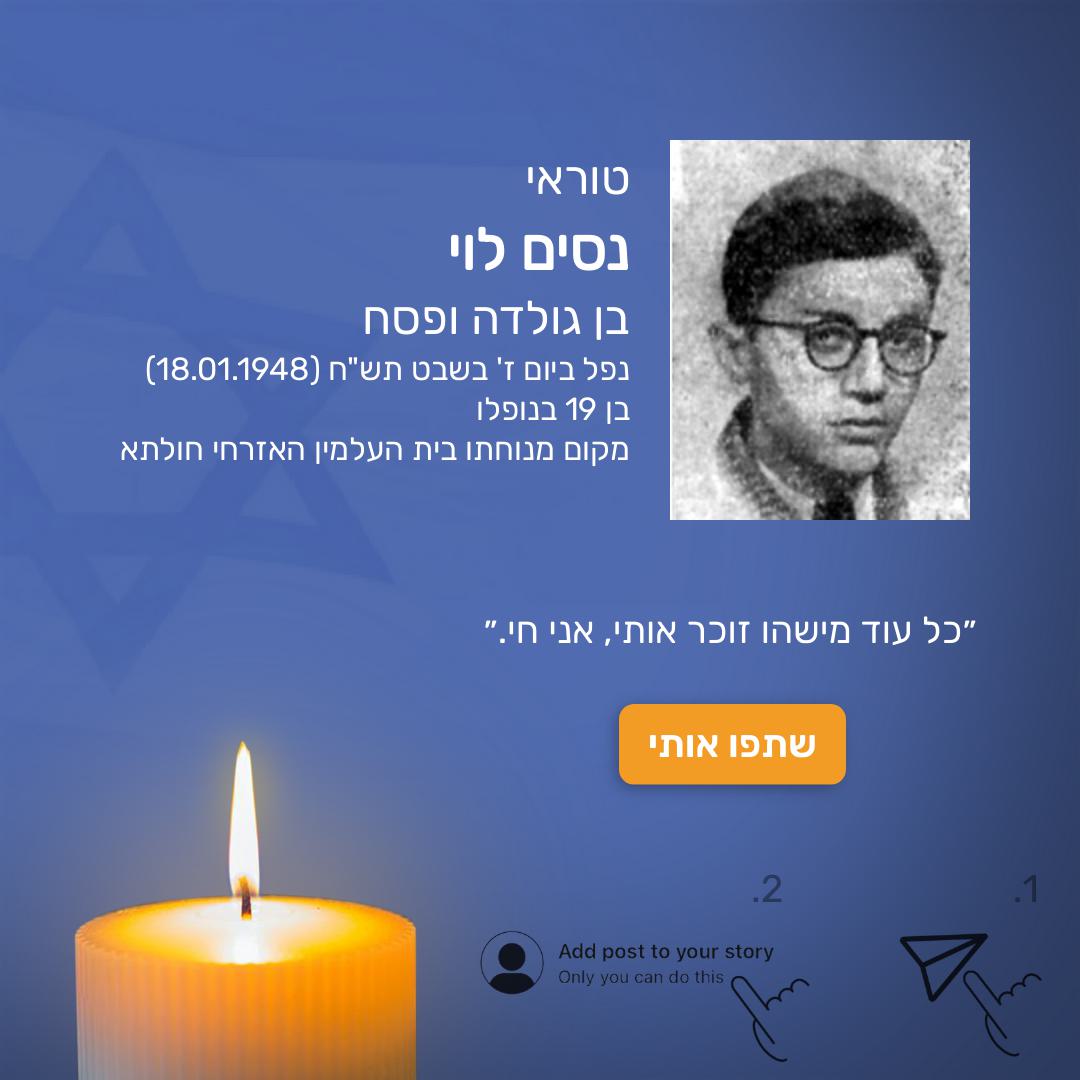 טוראי
נסים לוי
בן גולדה ופסח
נפל ביום ז' בשבט תש"ח (18.01.1948)
בן 19 בנופלו
מקום מנוחתו בית העלמין האזרחי חולתא
״כל עוד מישהו זוכר אותי, אני חי.״
שתפו אותי
1.
2.
Add post to your story
Only you can do this